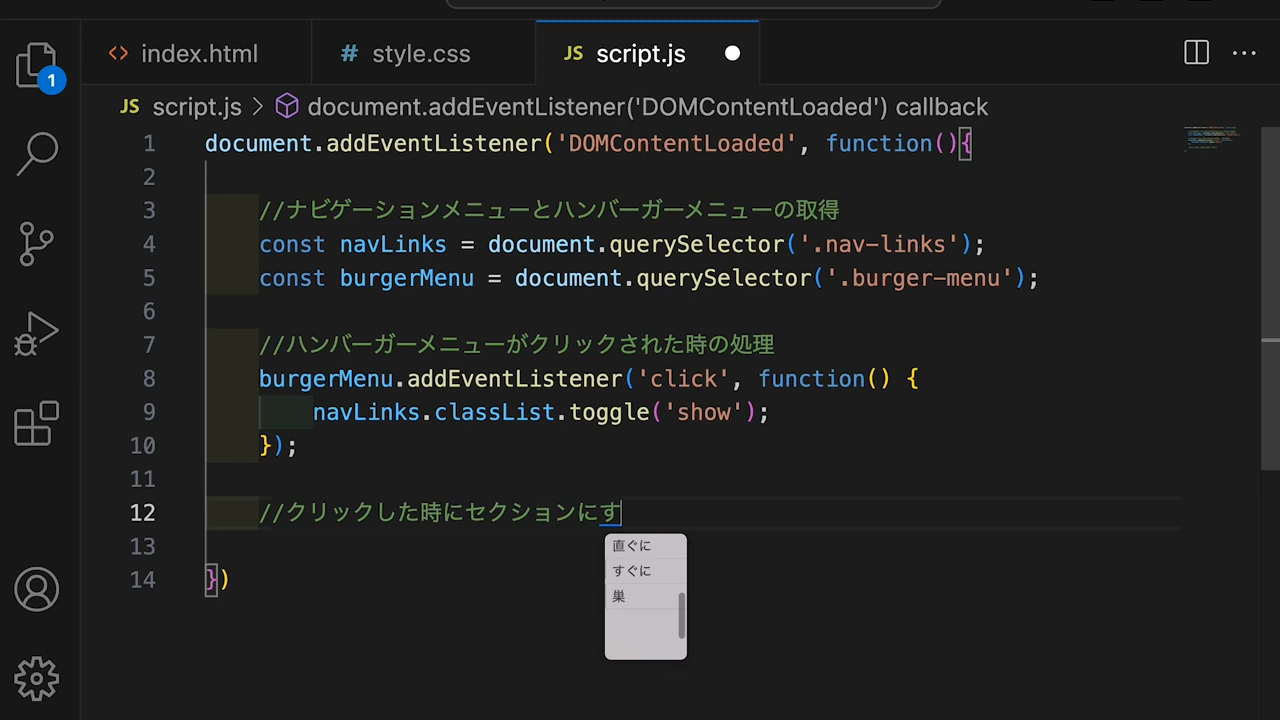 index.html
# style.css
JS script.js
1
JS script.js > document.addEventListener('DOMContentLoaded') callback
1 document.addEventListener('DOMContentLoaded', function(){
2
3 //ナビゲーションメニューとハンバーガーメニューの取得
4 const navLinks = document.querySelector('.nav-links');
5 const burgerMenu = document.querySelector('.burger-menu');
6
7 //ハンバーガーメニューがクリックされた時の処理
8 burgerMenu.addEventListener('click', function() {
9 navLinks.classList.toggle('show');
10 });
11
12 //クリックした時にセクションにす
直ぐに
すぐに
巣
13
14 })